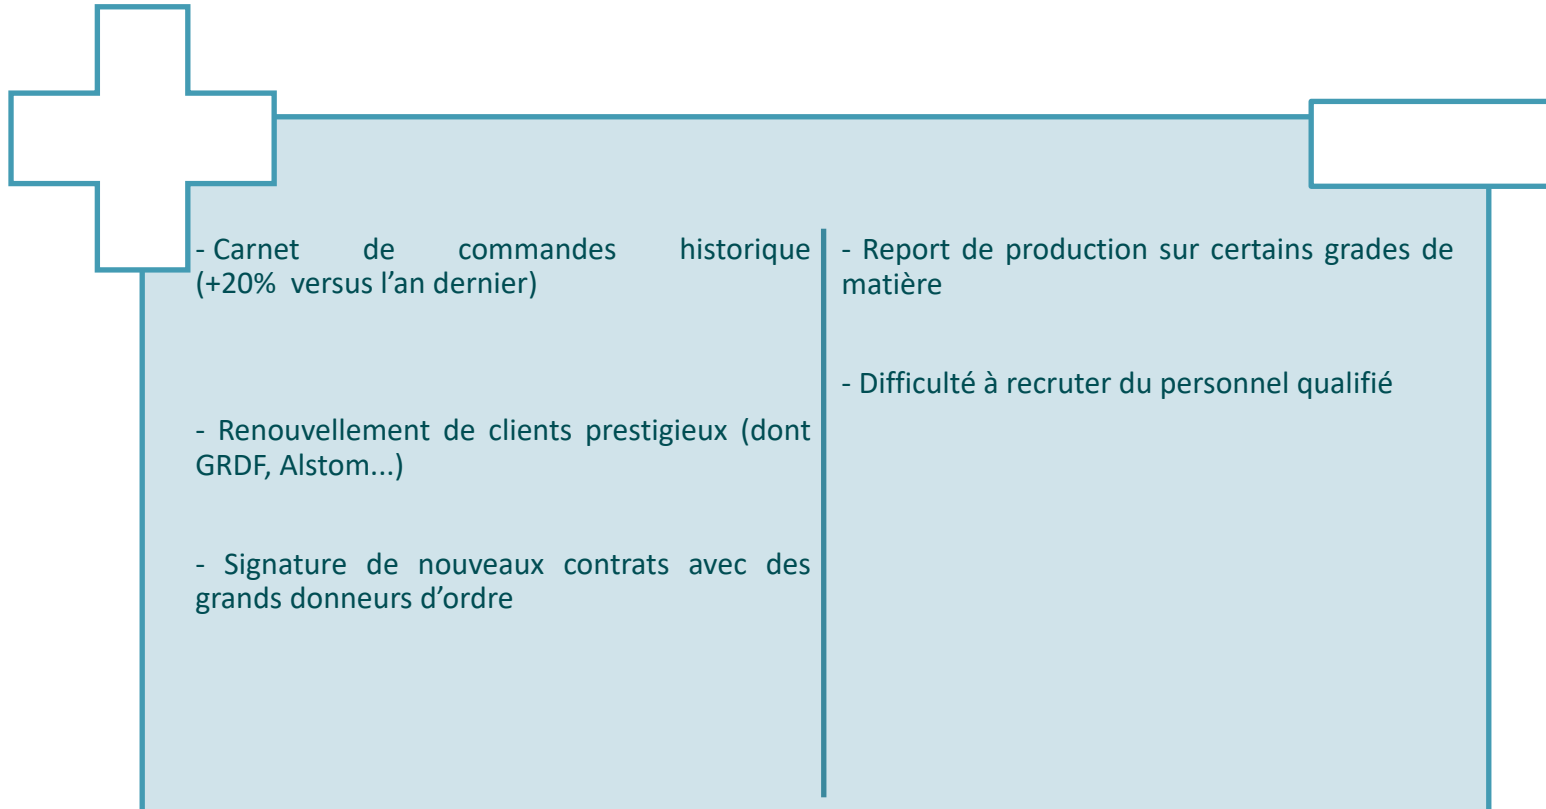 - Carnet de commandes historique
(+20% versus l’an dernier)
- Renouvellement de clients prestigieux (dont
GRDF, Alstom...)
- Signature de nouveaux contrats avec des
grands donneurs d’ordre
- Report de production sur certains grades de
matière
- Difficulté à recruter du personnel qualifié